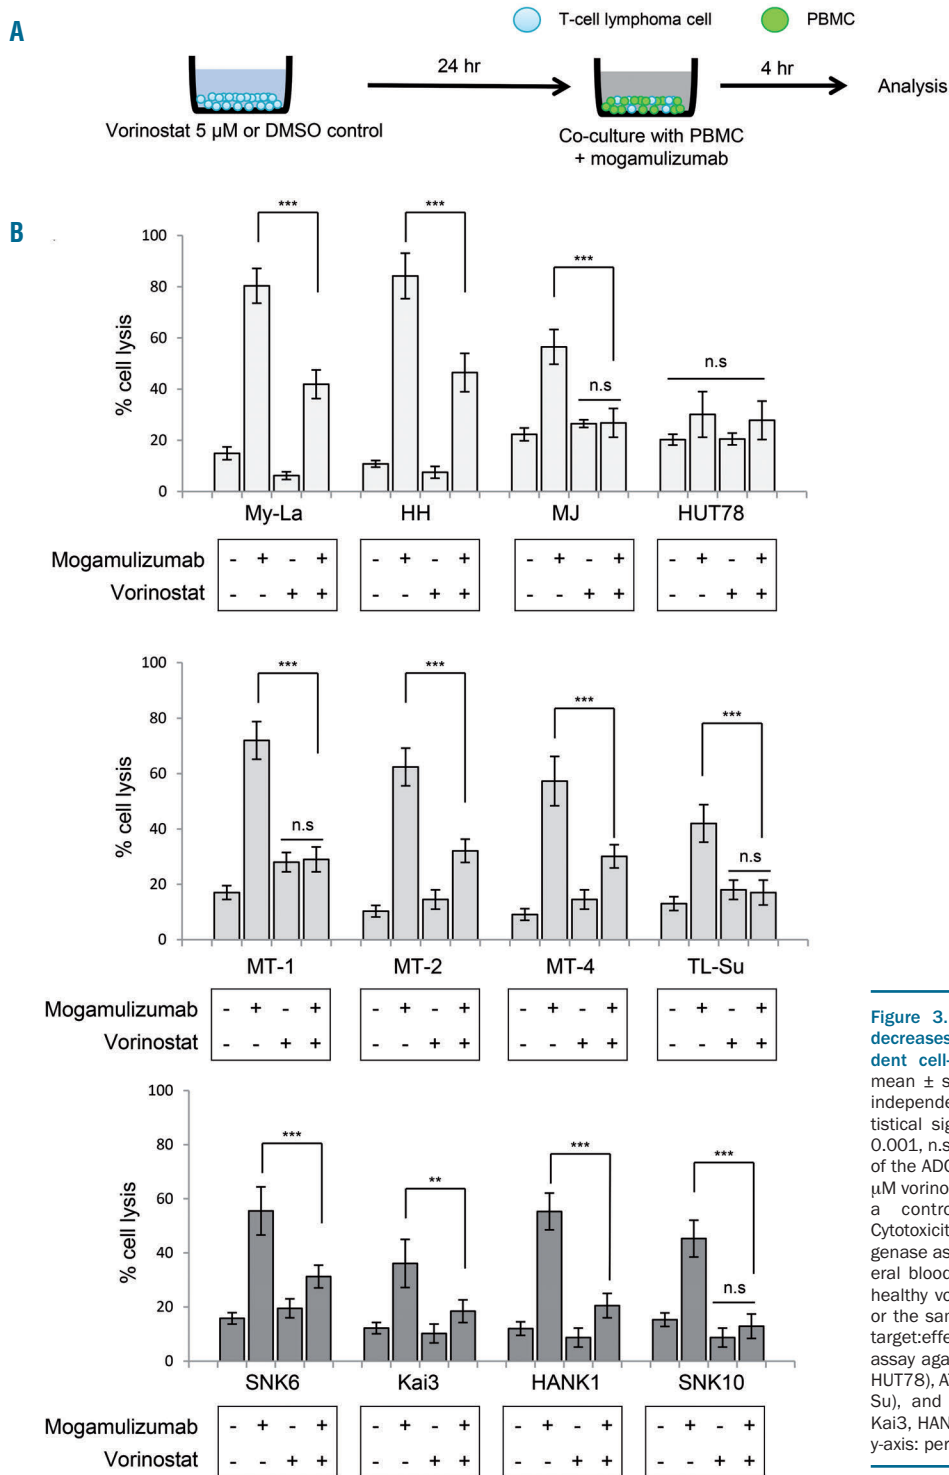 A
T-cell lymphoma cell
PBMC
24 hr
4 hr
Analysis
Vorinostat 5 µM or DMSO control
Co-culture with PBMC
+ mogamulizumab
B
% cell lysis
100
80
60
40
20
0
***
***
***
n.s
n.s
My-La
HH
MJ
HUT78
Mogamulizumab
- + - +
- + - +
- + - +
- + - +
Vorinostat
- - + +
- - + +
- - + +
- - + +
% cell lysis
100
80
60
40
20
0
***
***
***
***
n.s
n.s
MT-1
MT-2
MT-4
TL-Su
Mogamulizumab
- + - +
- + - +
- + - +
- + - +
Vorinostat
- - + +
- - + +
- - + +
- - + +
% cell lysis
80
60
40
20
0
***
**
***
***
n.s
SNK6
Kai3
HANK1
SNK10
Mogamulizumab
- + - +
- + - +
- + - +
- + - +
Vorinostat
- - + +
- - + +
- - + +
- - + +
Figure 3.
decreases
dent cell-
mean ± s
independe
tistical sig
0.001, n.s
of the ADC
µM vorino
a contro
Cytotoxicit
genase as
eral blood
healthy vo
or the sar
target:effe
assay aga
HUT78), A
Su), and
Kai3, HAN
y-axis: per